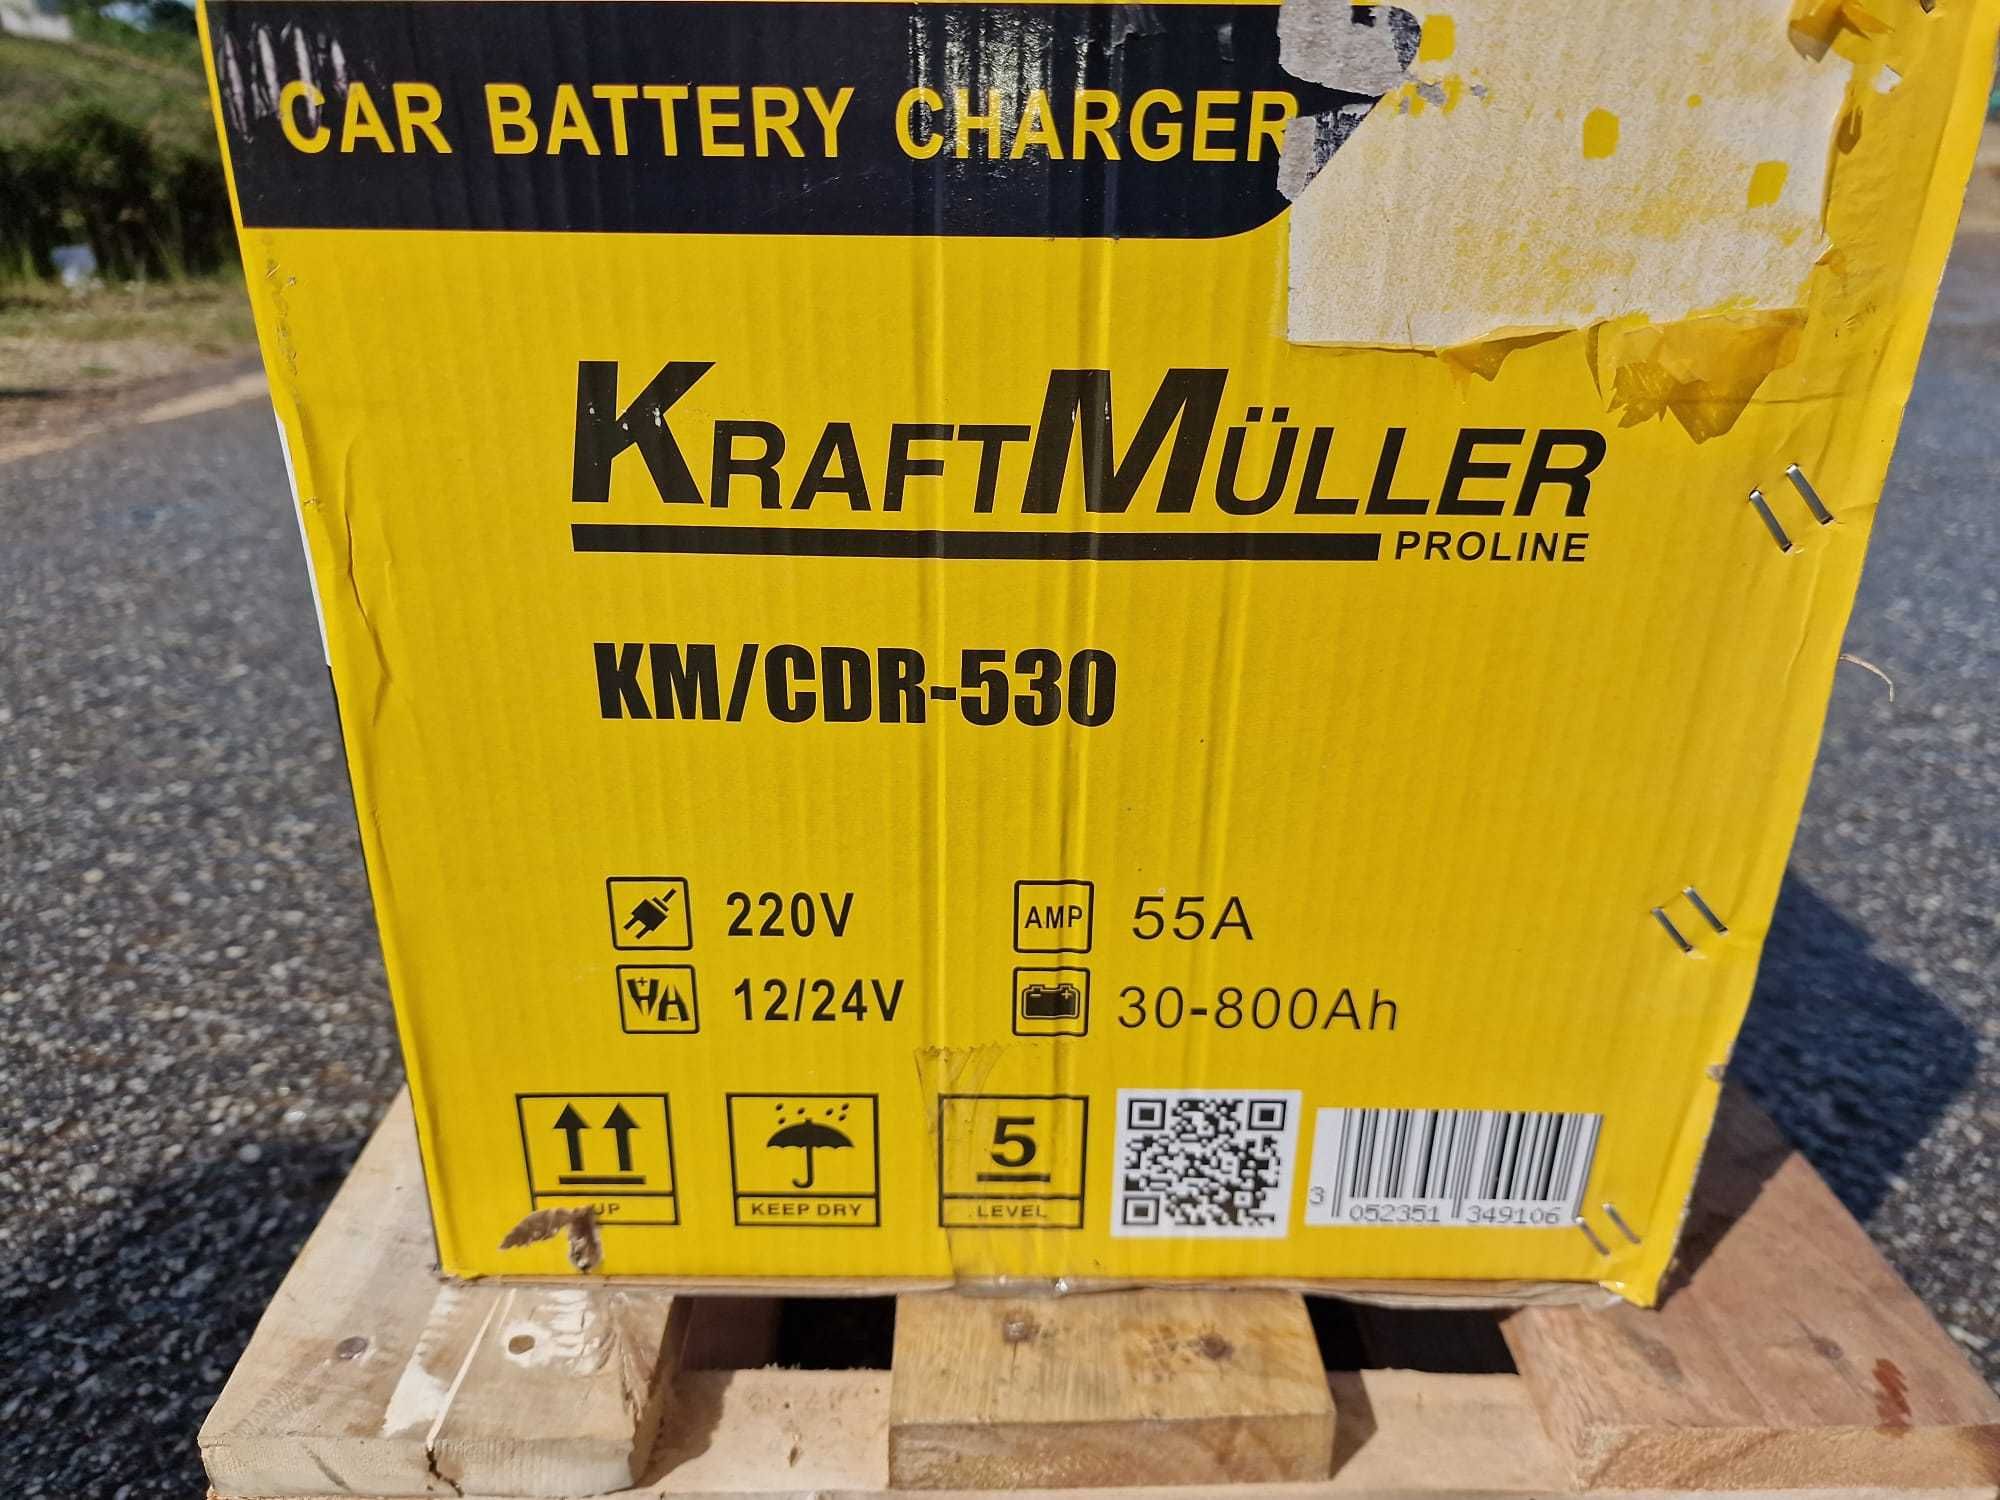 CAR BATTERY CHARGER
KRAFTMÜLLER
PROLINE
KM/CDR-530
220V
AMP 55A
12/24V
30-800Ah
UP
KEEP DRY
5
LEVEL
3 052351 349106